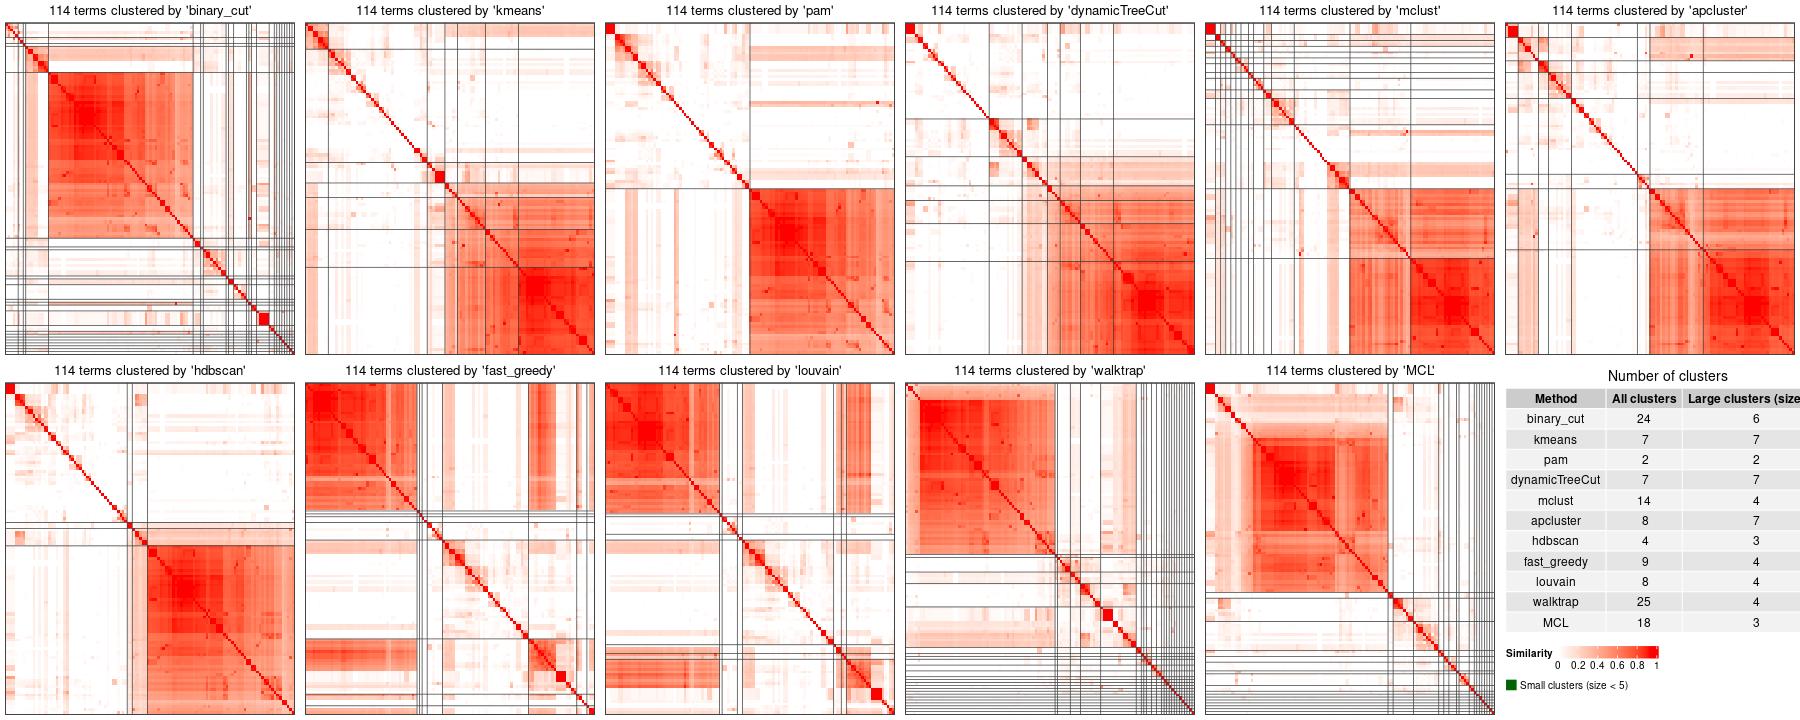 114 terms clustered by 'binary_cut'
114 terms clustered by 'kmeans'
114 terms clustered by 'pam'
114 terms clustered by 'dynamicTreeCut'
114 terms clustered by 'mclust'
114 terms clustered by 'apcluster'
114 terms clustered by 'hdbscan'
114 terms clustered by 'fast_greedy'
114 terms clustered by 'louvain'
114 terms clustered by 'walktrap'
114 terms clustered by 'MCL'
Number of clusters
Method All clusters Large clusters (size
binary_cut 24 6
kmeans 7 7
pam 2 2
dynamicTreeCut 7 7
mclust 14 4
apcluster 8 7
hdbscan 4 3
fast_greedy 9 4
louvain 8 4
walktrap 25 4
MCL 18 3
Similarity
0 0.2 0.4 0.6 0.8 1
Small clusters (size < 5)